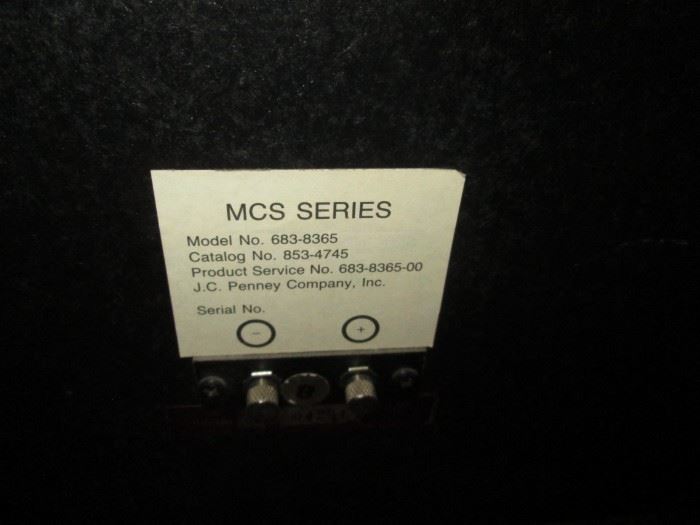 MCS SERIES
Model No. 683-8365
Catalog No. 853-4745
Product Service No. 683-8365-00
J.C. Penney Company, Inc.
Serial No.
− +